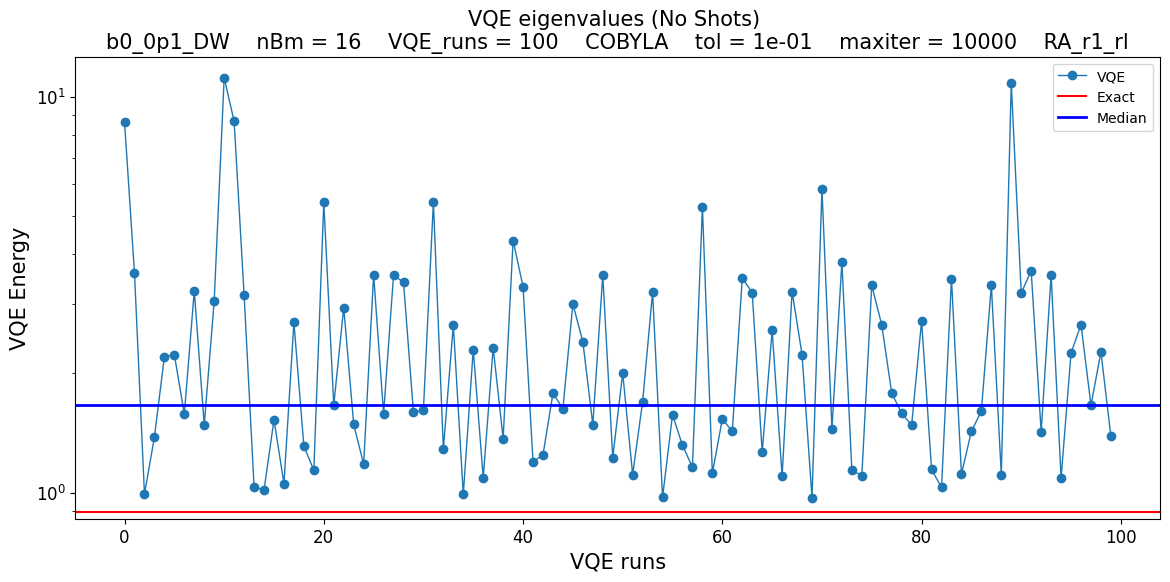 VQE eigenvalues (No Shots)
b0_0p1_DW nBm = 16 VQE_runs = 100 COBYLA tol = 1e-01 maxiter = 10000 RA_r1_rl
VQE
Exact
Median
10¹
10⁰
VQE Energy
0 20 40 60 80 100
VQE runs